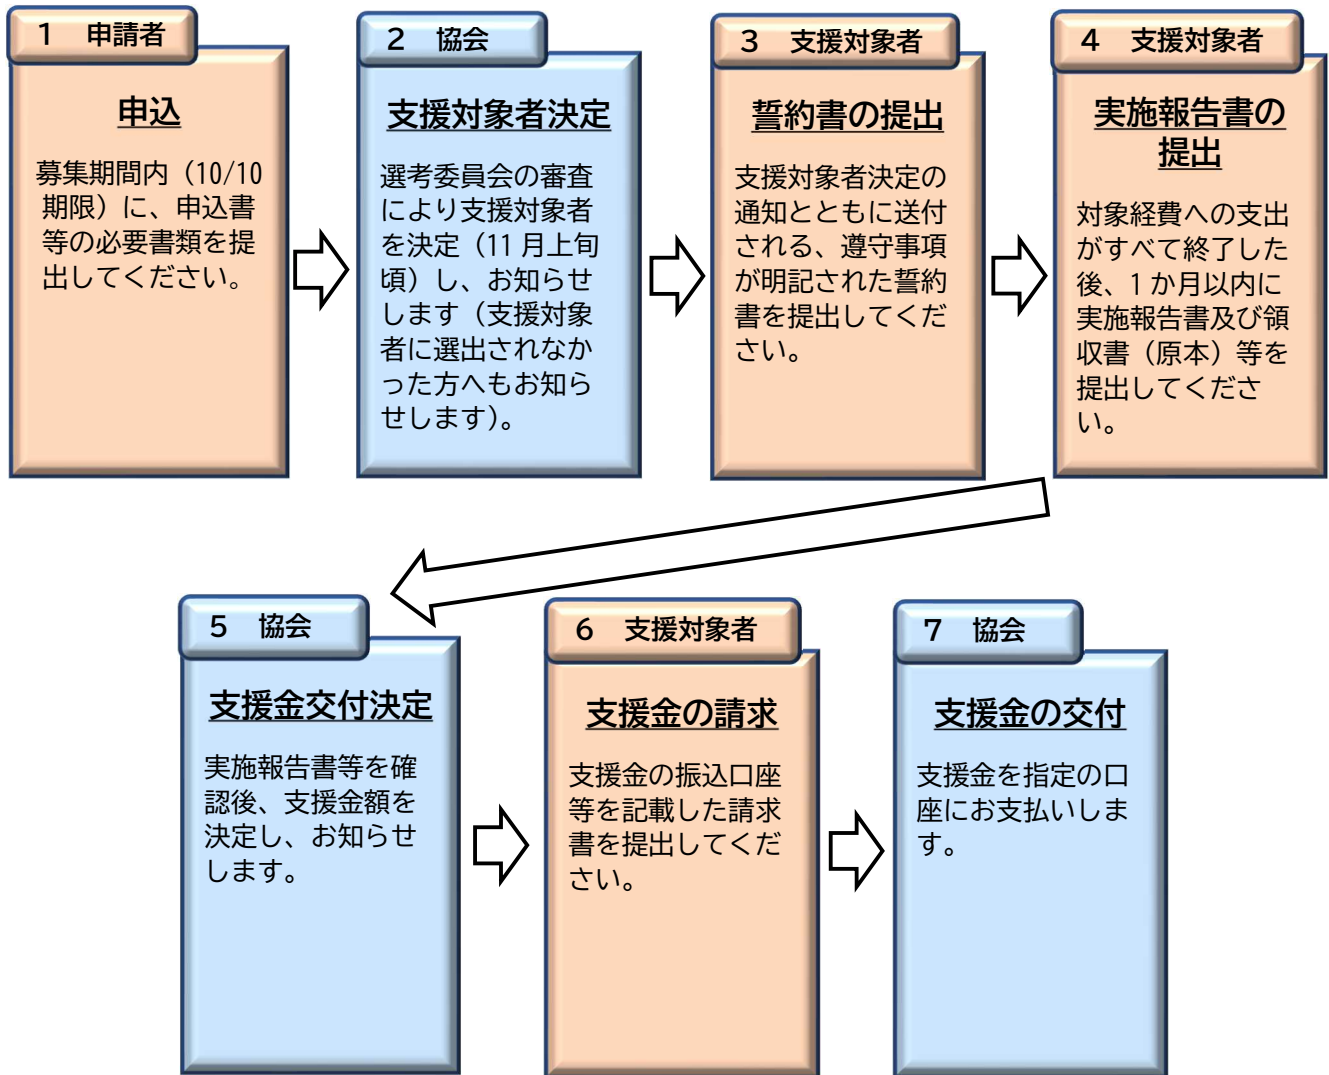 1 申請者
申込
募集期間内（10/10
期限）に、申込書
等の必要書類を提
出してください。
2 協会
支援対象者決定
選考委員会の審査
により支援対象者
を決定（11月上旬
頃）し、お知らせ
します（支援対象
者に選出されなか
った方へもお知ら
せします）。
3 支援対象者
誓約書の提出
支援対象者決定の
通知とともに送付
される、遵守事項
が明記された誓約
書を提出してくだ
さい。
4 支援対象者
実施報告書の
提出
対象経費への支出
がすべて終了した
後、1か月以内に
実施報告書及び領
収書（原本）等を
提出してくださ
い。
5 協会
支援金交付決定
実施報告書等を確
認後、支援金額を
決定し、お知らせ
します。
6 支援対象者
支援金の請求
支援金の振込口座
等を記載した請求
書を提出してくだ
さい。
7 協会
支援金の交付
支援金を指定の口
座にお支払いしま
す。